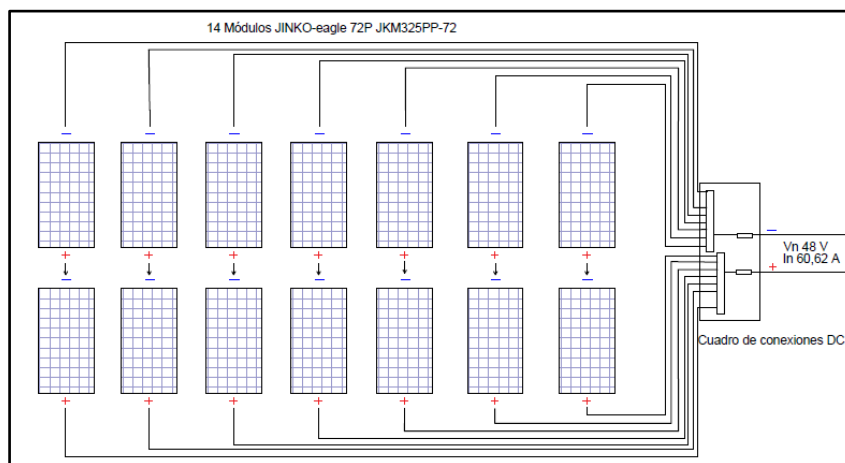 14 Módulos JINKO-eagle 72P JKM325PP-72
− − − − − − −
+ + + + + + +
− − − − − − −
+ + + + + + +
−
Vn 48 V
In 60,62 A
+
Cuadro de conexiones DC